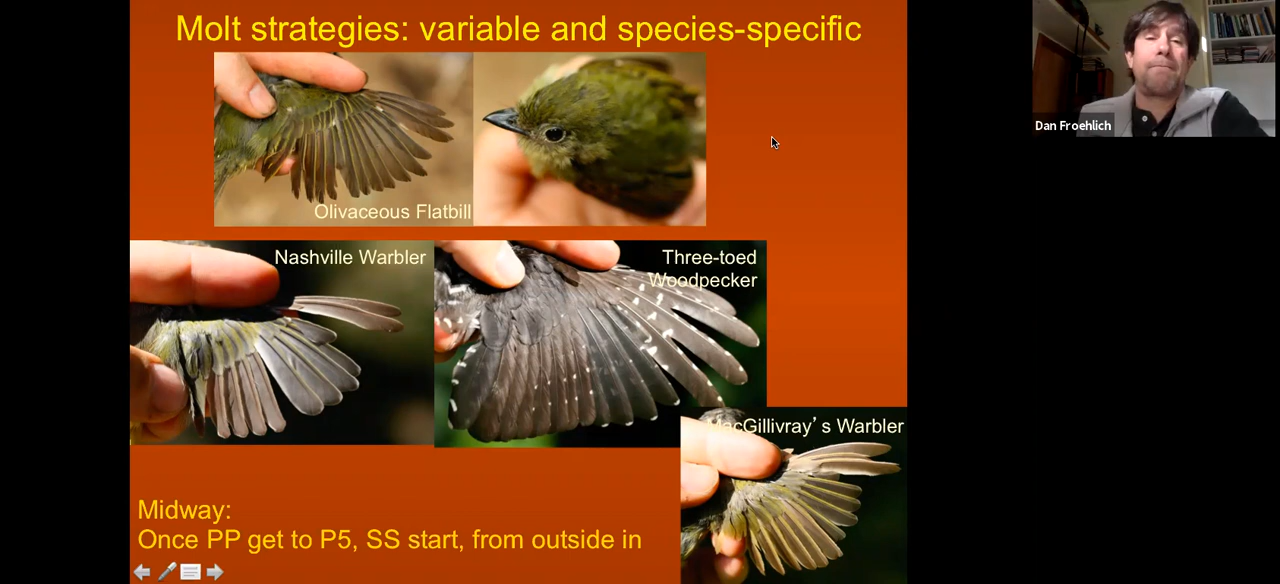 Molt strategies: variable and species-specific
Dan Froehlich
Olivaceous Flatbill
Nashville Warbler
Three-toed
Woodpecker
MacGillivray’s Warbler
Midway:
Once PP get to P5, SS start, from outside in